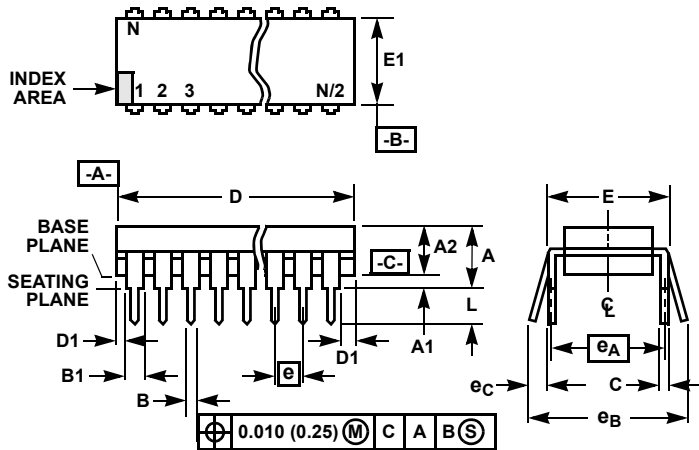 N
E1
INDEX
AREA
1 2 3 N/2
-B-
-A-
D
E
BASE
PLANE
A2
A
-C-
SEATING
PLANE
L
℄
D1
A1
D1
eA
B1
e
eC
C
B
eB
0.010 (0.25) Ⓜ C A B Ⓢ